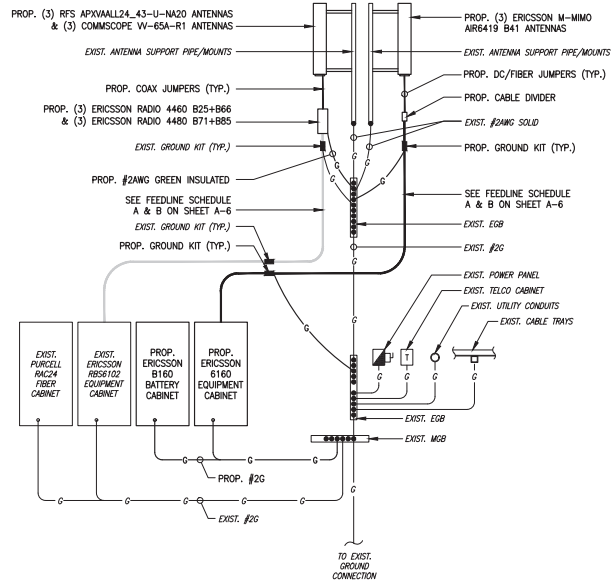 PROP. (3) RFS APXVAALL24_43-U-NA20 ANTENNAS
& (3) COMMSCOPE VV-65A-R1 ANTENNAS
PROP. (3) ERICSSON M-MIMO
AIR6419 B41 ANTENNAS
EXIST. ANTENNA SUPPORT PIPE/MOUNTS
EXIST. ANTENNA SUPPORT PIPE/MOUNTS
PROP. COAX JUMPERS (TYP.)
PROP. DC/FIBER JUMPERS (TYP.)
PROP. (3) ERICSSON RADIO 4460 B25+B66
& (3) ERICSSON RADIO 4480 B71+B85
PROP. CABLE DIVIDER
EXIST. #2AWG SOLID
EXIST. GROUND KIT (TYP.)
PROP. GROUND KIT (TYP.)
G
G
G
G
PROP. #2AWG GREEN INSULATED
SEE FEEDLINE SCHEDULE
A & B ON SHEET A-6
SEE FEEDLINE SCHEDULE
A & B ON SHEET A-6
EXIST. GROUND KIT (TYP.)
EXIST. EGB
PROP. GROUND KIT (TYP.)
EXIST. #2G
G
EXIST. POWER PANEL
EXIST. TELCO CABINET
EXIST. UTILITY CONDUITS
EXIST. CABLE TRAYS
G
G
EXIST.
PURCELL
RAC24
FIBER
CABINET
EXIST.
ERICSSON
RBS6102
EQUIPMENT
CABINET
PROP.
ERICSSON
B160
BATTERY
CABINET
PROP.
ERICSSON
6160
EQUIPMENT
CABINET
T
G
G
G
G
EXIST. EGB
EXIST. MGB
G
G
PROP. #2G
G
G
G
G
EXIST. #2G
G
TO EXIST.
GROUND
CONNECTION